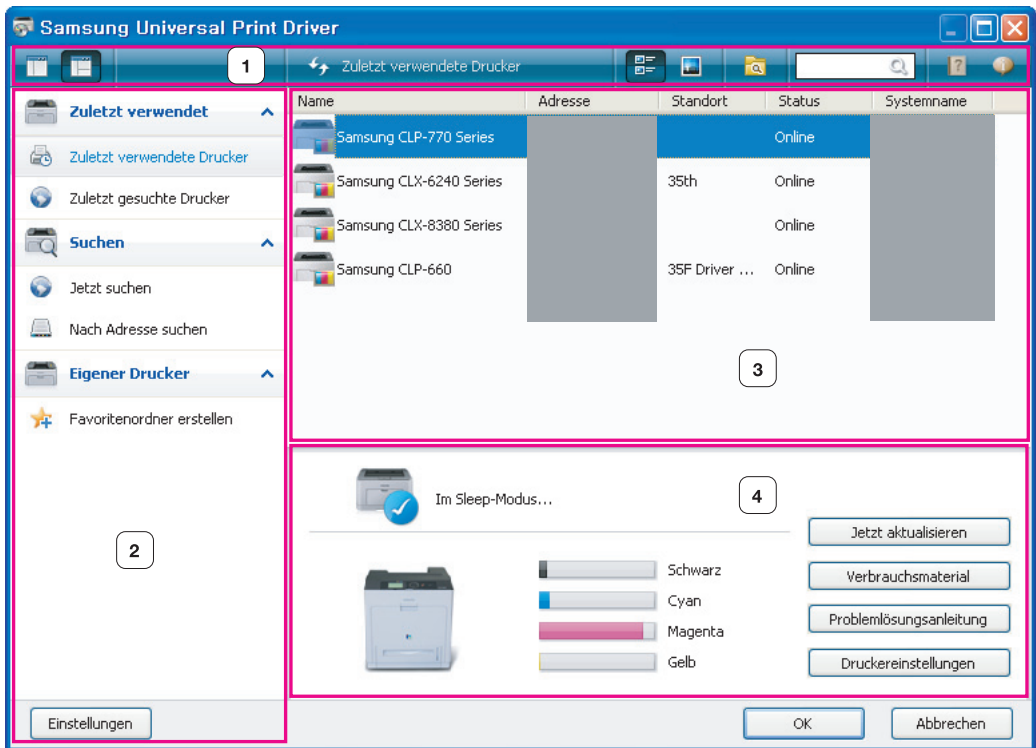 Samsung Universal Print Driver
1
Zuletzt verwendete Drucker
Zuletzt verwendet
Zuletzt verwendete Drucker
Zuletzt gesuchte Drucker
Suchen
Jetzt suchen
Nach Adresse suchen
Eigener Drucker
Favoritenordner erstellen
2
Einstellungen
Name Adresse Standort Status Systemname
Samsung CLP-770 Series Online
Samsung CLX-6240 Series 35th Online
Samsung CLX-8380 Series Online
Samsung CLP-660 35F Driver ... Online
3
Im Sleep-Modus...
4
Schwarz
Cyan
Magenta
Gelb
Jetzt aktualisieren
Verbrauchsmaterial
Problemlösungsanleitung
Druckereinstellungen
OK Abbrechen